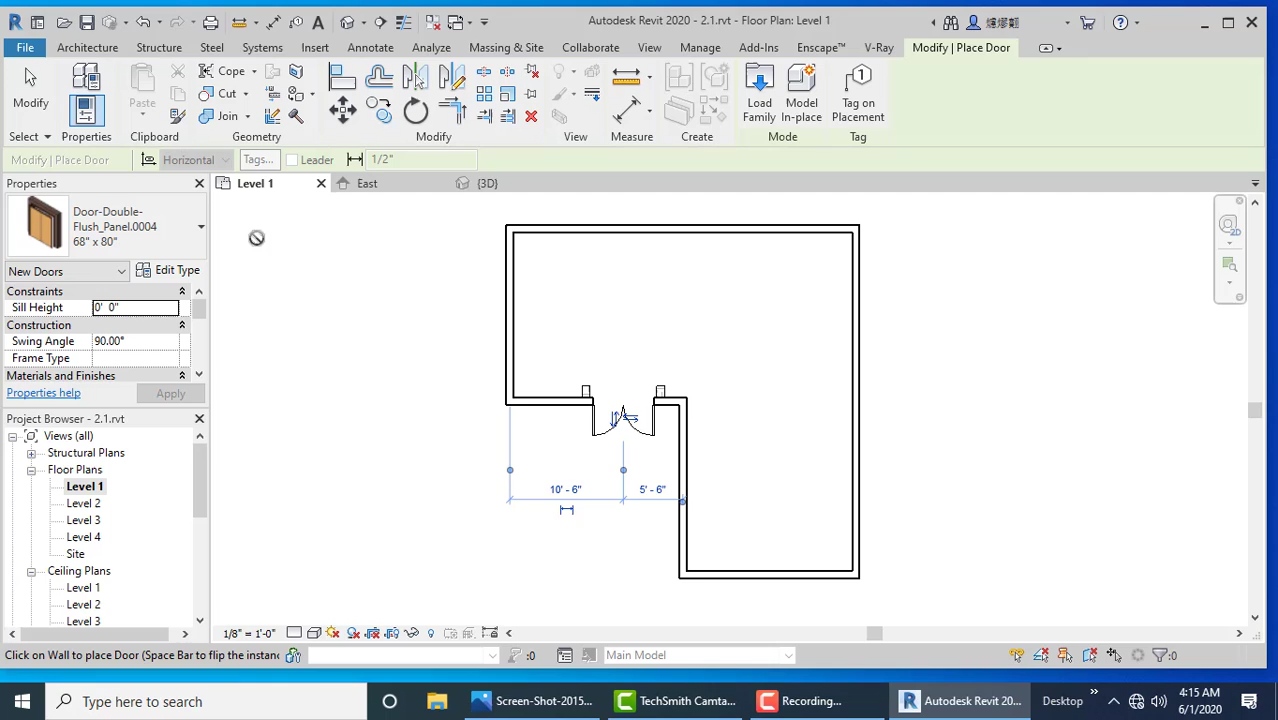 Autodesk Revit 2020 - 2.1.rvt - Floor Plan: Level 1
File Architecture Structure Steel Systems Insert Annotate Analyze Massing & Site Collaborate View Manage Add-Ins Enscape™ V-Ray Modify | Place Door
Modify
Properties
Paste
Cope
Cut
Join
Load Family
Model In-place
Tag on Placement
Select Properties Clipboard Geometry Modify View Measure Create Mode Tag
Modify | Place Door Horizontal Tags... Leader 1/2"
Properties
Level 1 East {3D}
Door-Double-Flush_Panel.0004
68" x 80"
New Doors Edit Type
Constraints
Sill Height 0' 0"
Construction
Swing Angle 90.00°
Frame Type
Materials and Finishes
Properties help Apply
Project Browser - 2.1.rvt
Views (all)
Structural Plans
Floor Plans
Level 1
Level 2
Level 3
Level 4
Site
Ceiling Plans
Level 1
Level 2
Level 3
10' - 6" 5' - 6"
2D
1/8" = 1'-0"
Click on Wall to place Door (Space Bar to flip the instanc
:0 Main Model :0
Type here to search
Screen-Shot-2015...
TechSmith Camta...
Recording...
Autodesk Revit 20...
Desktop
4:15 AM
6/1/2020